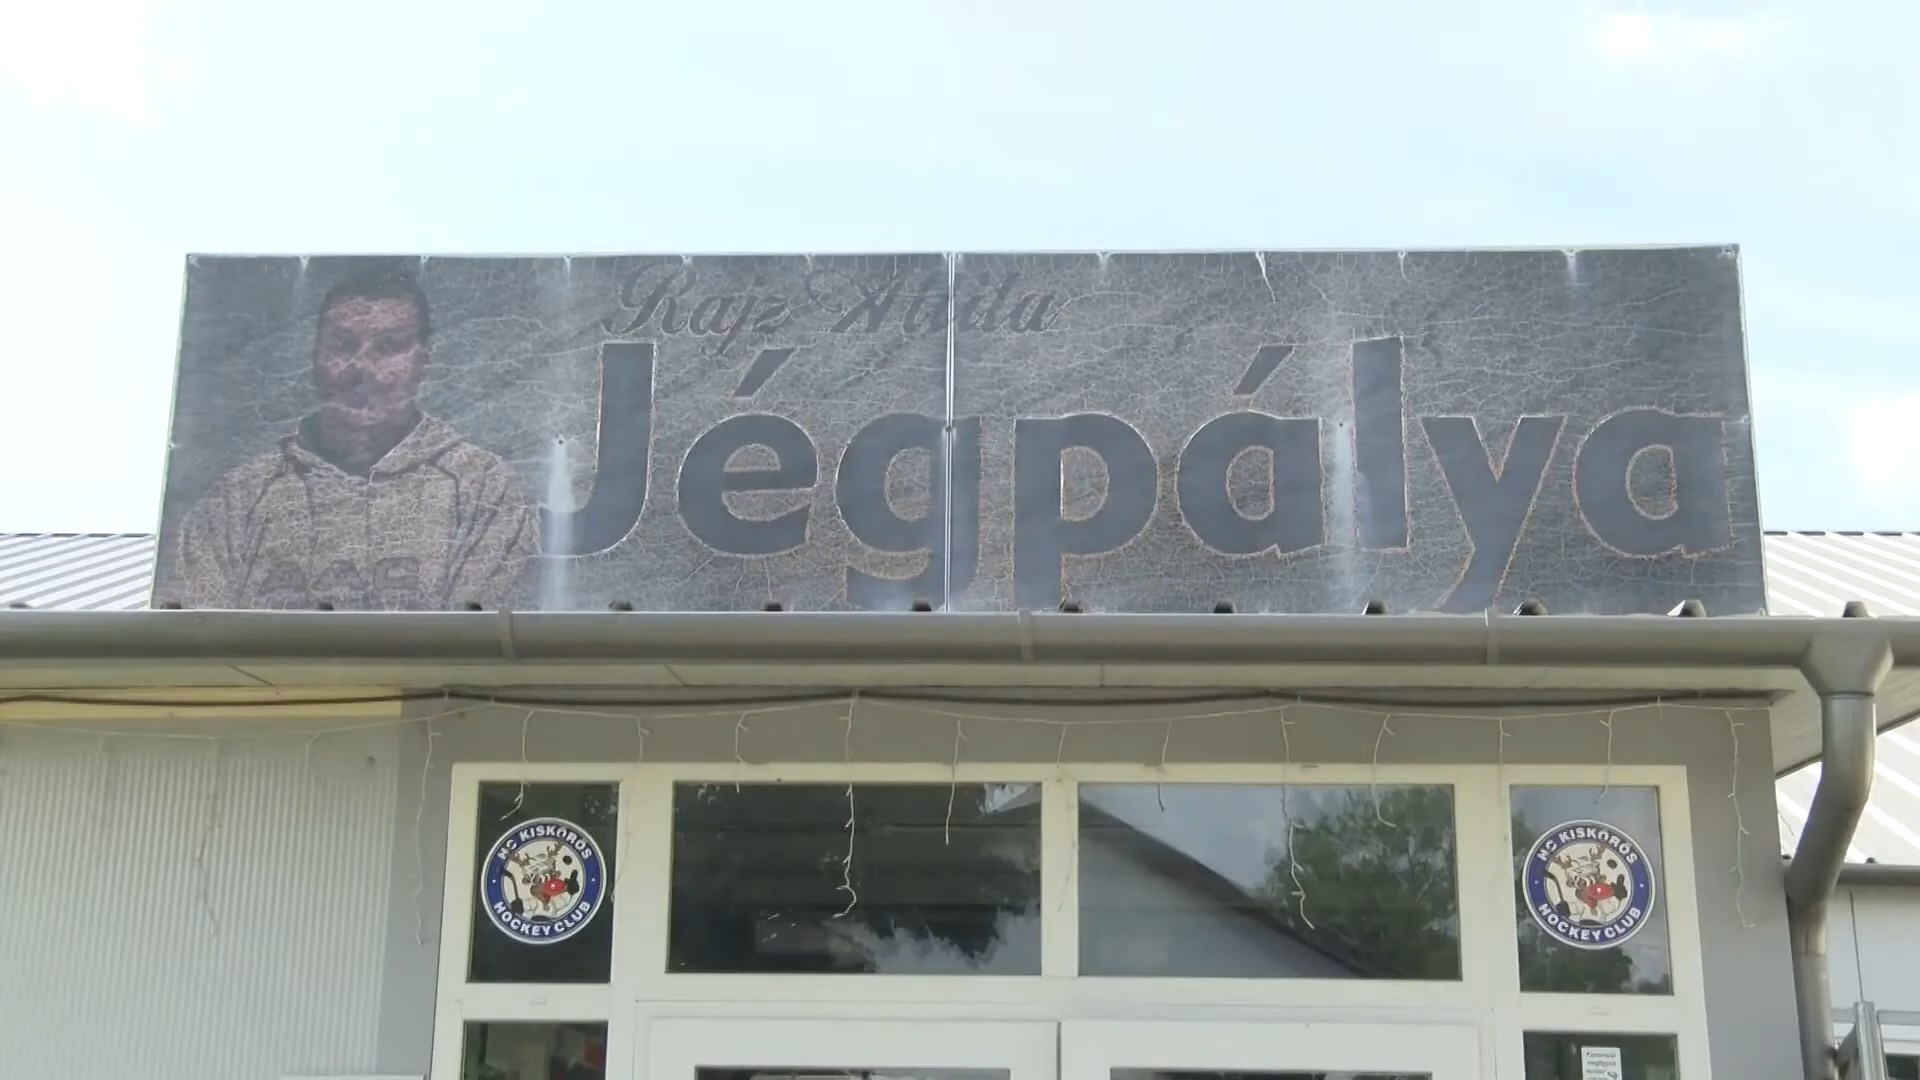 Rajz Attila
Jégpálya
HC KISKŐRÖS
HOCKEY CLUB
HC KISKŐRÖS
HOCKEY CLUB